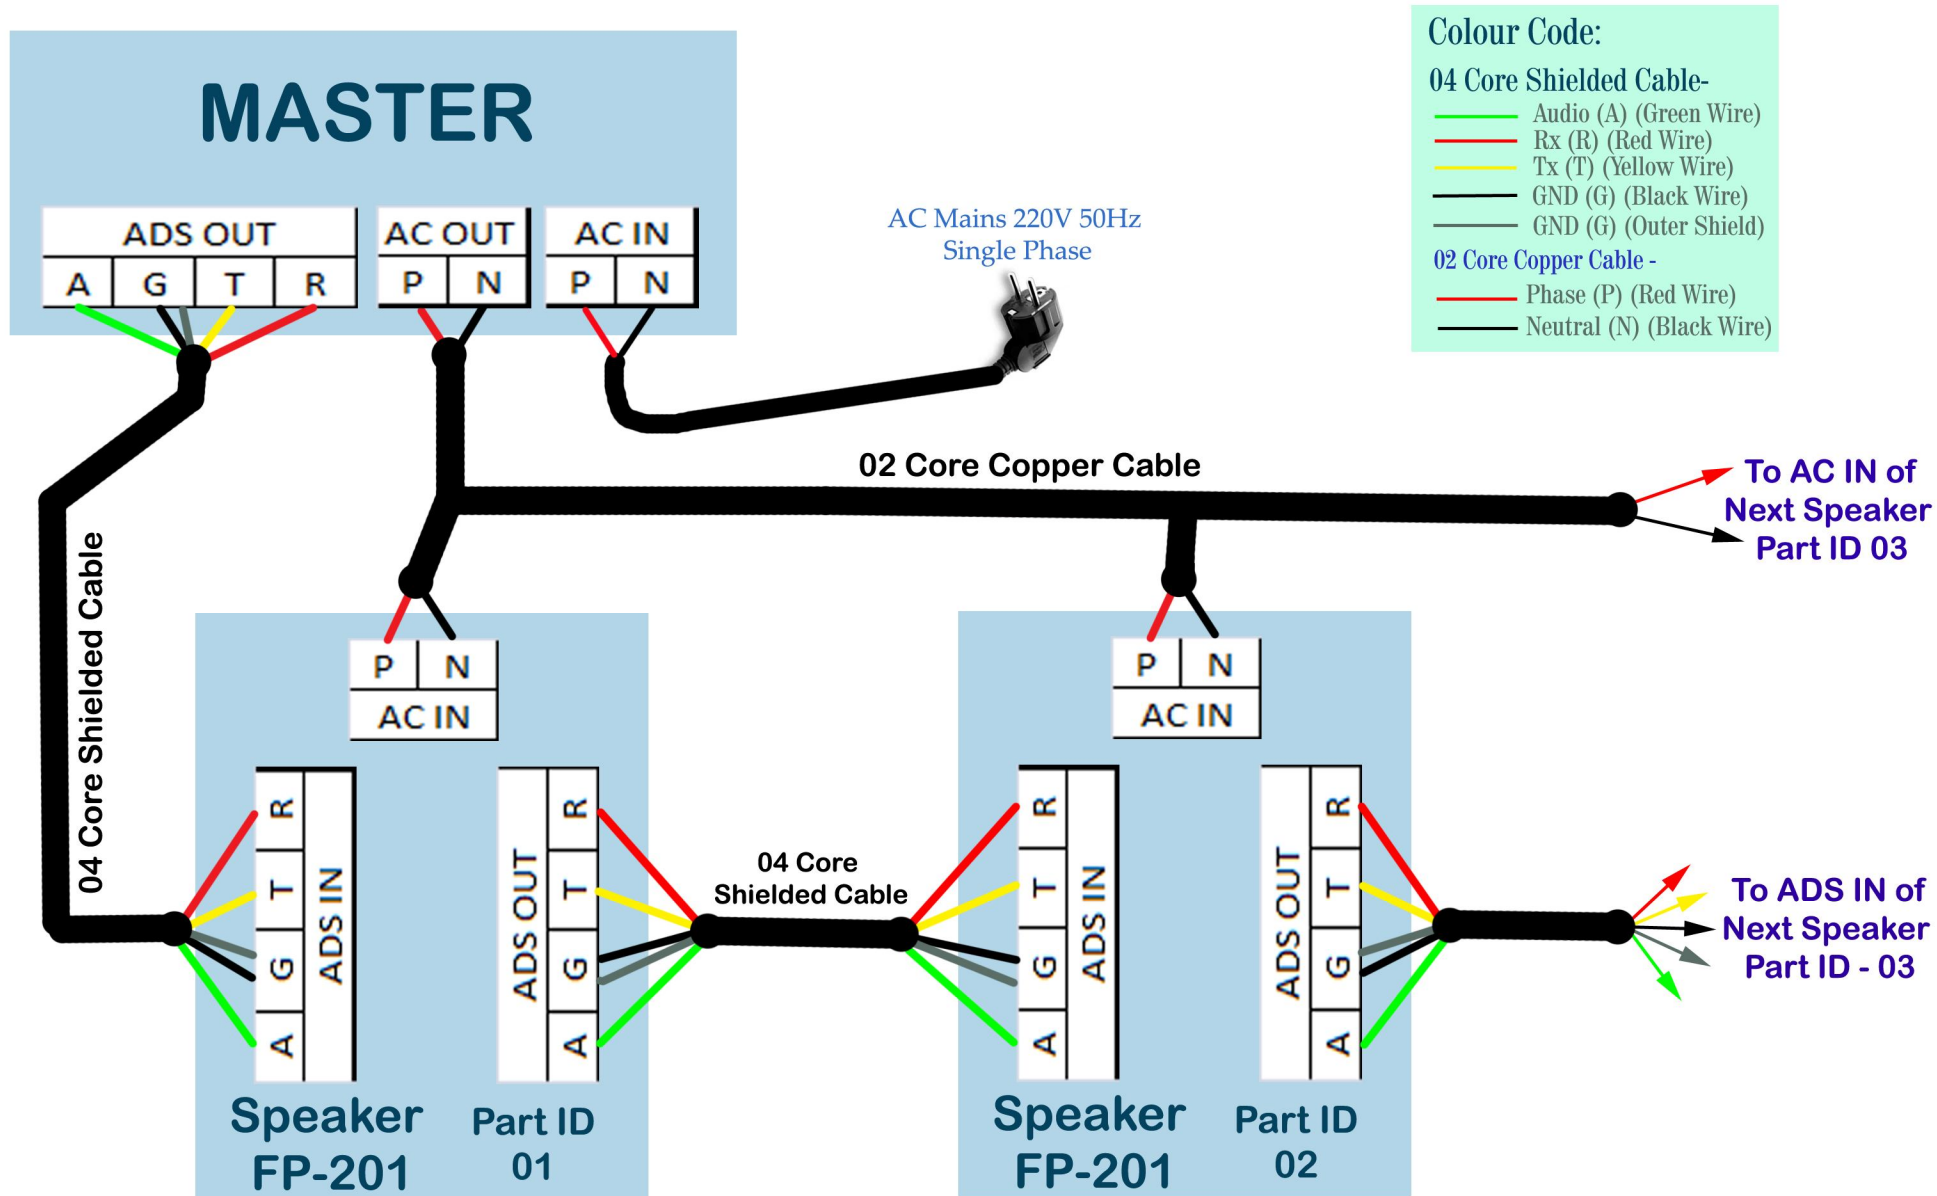 MASTER
ADS OUT
A G T R
AC OUT
P N
AC IN
P N
AC Mains 220V 50Hz
Single Phase
Colour Code:
04 Core Shielded Cable-
Audio (A) (Green Wire)
Rx (R) (Red Wire)
Tx (T) (Yellow Wire)
GND (G) (Black Wire)
GND (G) (Outer Shield)
02 Core Copper Cable -
Phase (P) (Red Wire)
Neutral (N) (Black Wire)
02 Core Copper Cable
To AC IN of
Next Speaker
Part ID 03
04 Core Shielded Cable
P N
AC IN
R T G A
ADS IN
ADS OUT
R T G A
Speaker
FP-201
Part ID
01
04 Core
Shielded Cable
P N
AC IN
R T G A
ADS IN
ADS OUT
R T G A
Speaker
FP-201
Part ID
02
To ADS IN of
Next Speaker
Part ID - 03